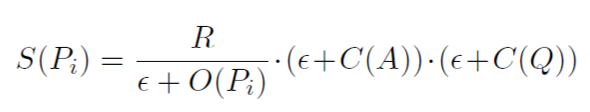 S(P_i) = \frac{R}{\epsilon + O(P_i)} \cdot (\epsilon + C(A)) \cdot (\epsilon + C(Q))